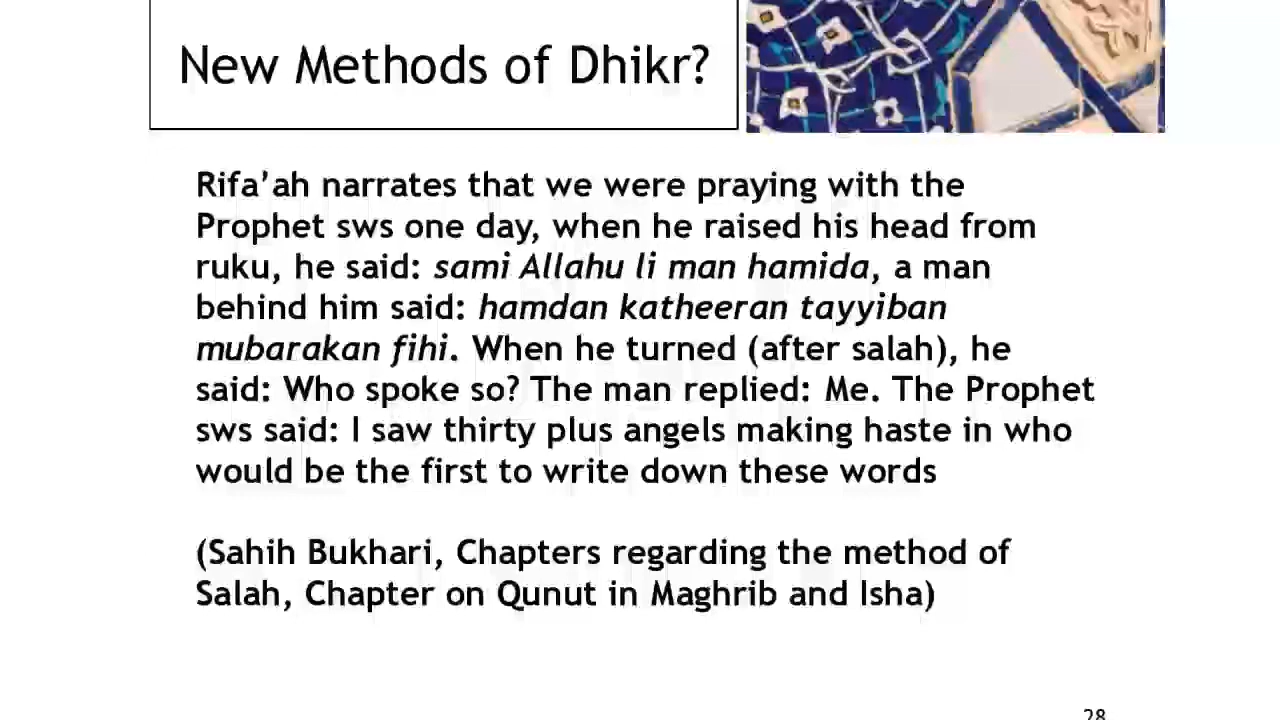 New Methods of Dhikr?
Rifa’ah narrates that we were praying with the
Prophet sws one day, when he raised his head from
ruku, he said: sami Allahu li man hamida, a man
behind him said: hamdan katheeran tayyiban
mubarakan fihi. When he turned (after salah), he
said: Who spoke so? The man replied: Me. The Prophet
sws said: I saw thirty plus angels making haste in who
would be the first to write down these words
(Sahih Bukhari, Chapters regarding the method of
Salah, Chapter on Qunut in Maghrib and Isha)
28